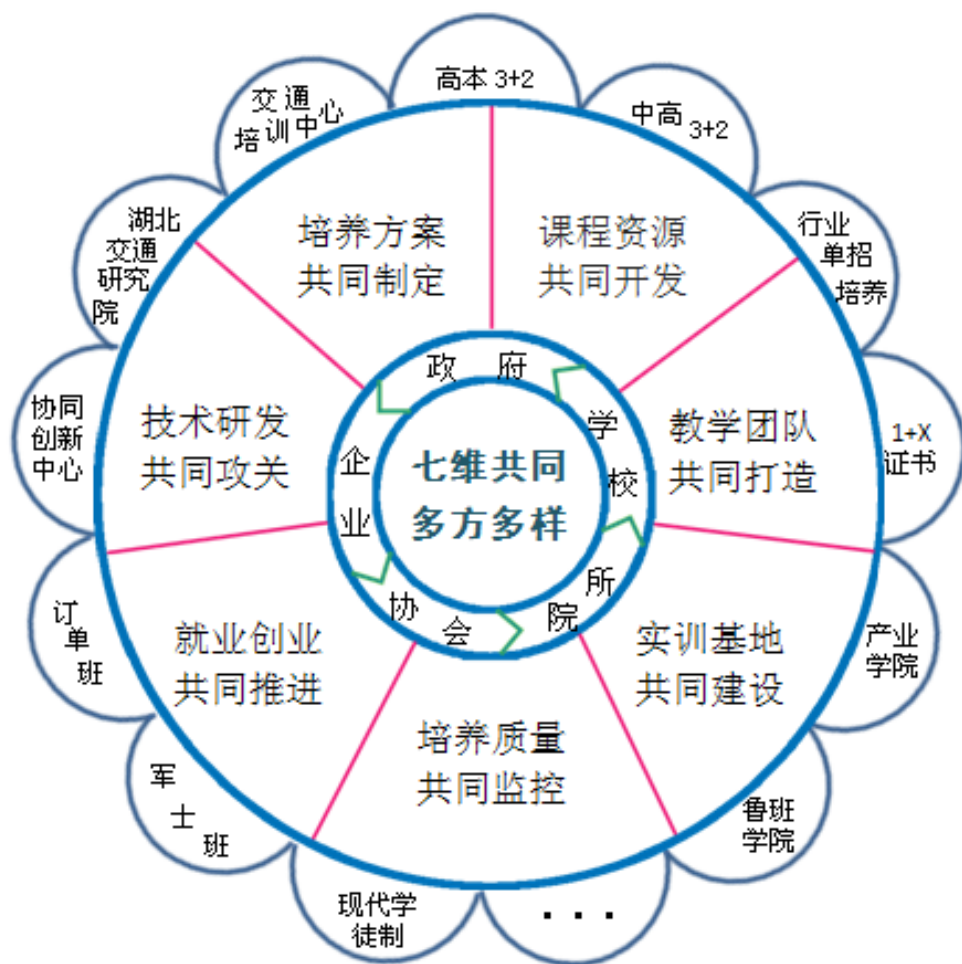 高本 3+2
中高 3+2
行业
单招
培养
1+X
证书
产业
学院
鲁班
学院
···
现代学
徒制
军士班
订单班
协同
创新
中心
湖北
交通
研究
院
交通
培训中心
培养方案
共同制定
课程资源
共同开发
教学团队
共同打造
实训基地
共同建设
培养质量
共同监控
就业创业
共同推进
技术研发
共同攻关
政府
学校
院所
协会
企业
七维共同
多方多样